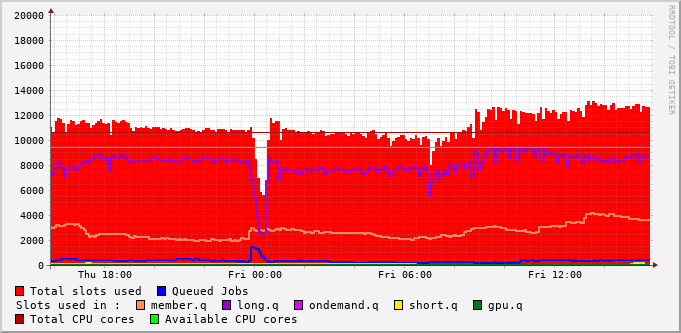 RRDTOOL / TOBI OETIKER
20000
18000
16000
14000
12000
10000
8000
6000
4000
2000
0
Thu 18:00 Fri 00:00 Fri 06:00 Fri 12:00
Total slots used Queued Jobs
Slots used in : member.q long.q ondemand.q short.q gpu.q
Total CPU cores Available CPU cores